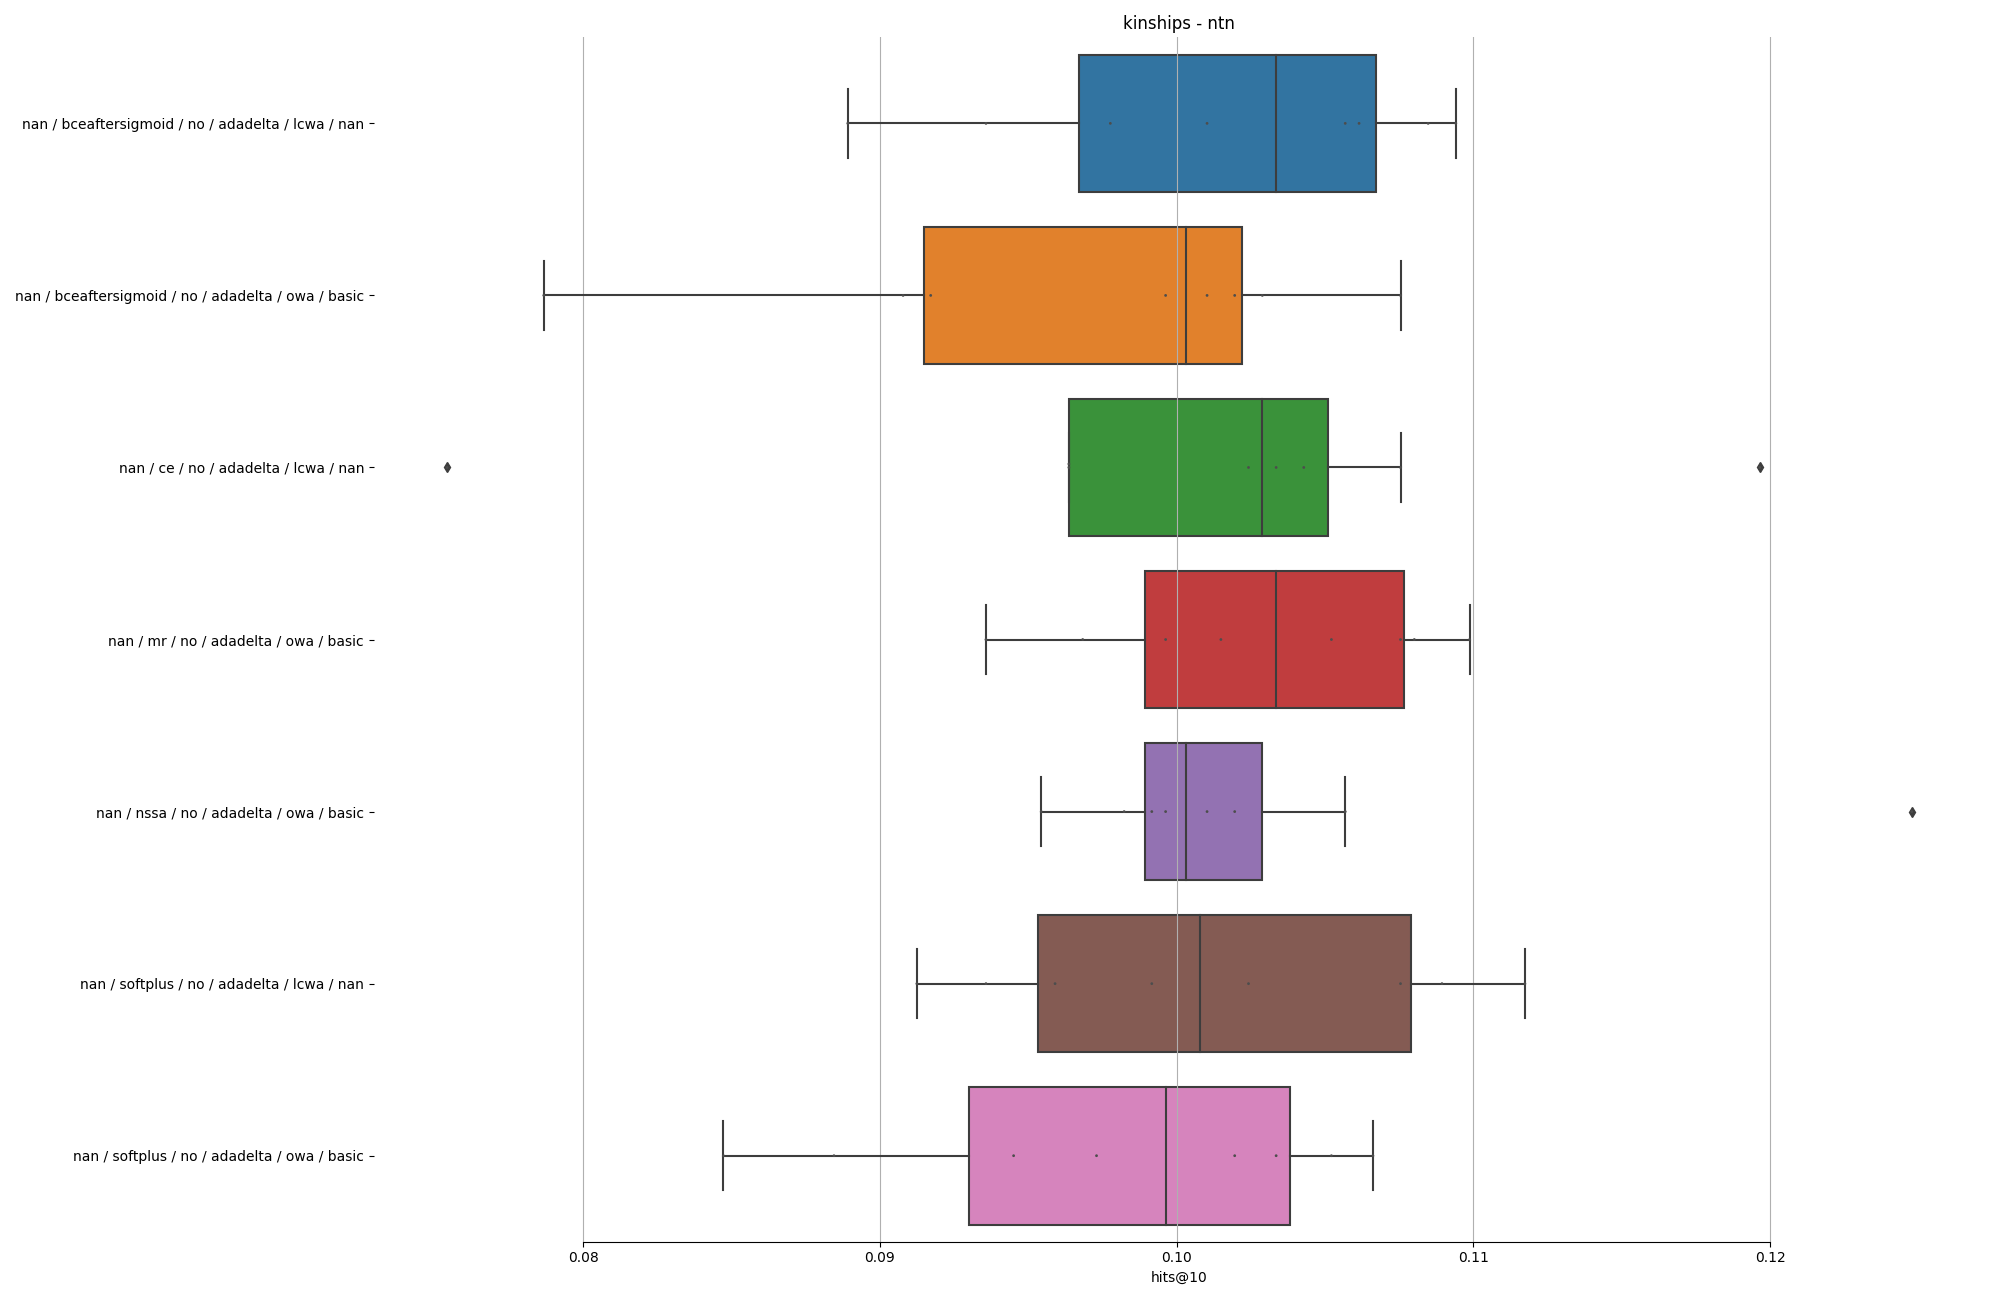 kinships - ntn
nan / bceaftersigmoid / no / adadelta / lcwa / nan
nan / bceaftersigmoid / no / adadelta / owa / basic
nan / ce / no / adadelta / lcwa / nan
nan / mr / no / adadelta / owa / basic
nan / nssa / no / adadelta / owa / basic
nan / softplus / no / adadelta / lcwa / nan
nan / softplus / no / adadelta / owa / basic
0.08 0.09 0.10 0.11 0.12
hits@10